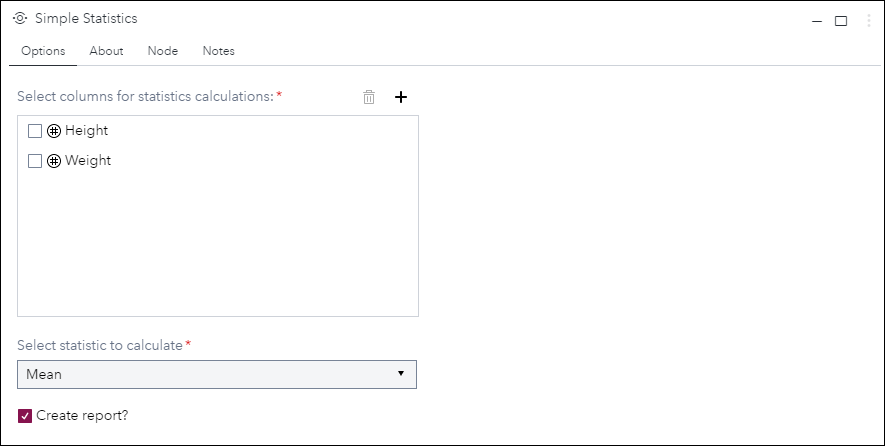 Simple Statistics
Options About Node Notes
Select columns for statistics calculations:*
Height
Weight
Select statistic to calculate*
Mean
Create report?